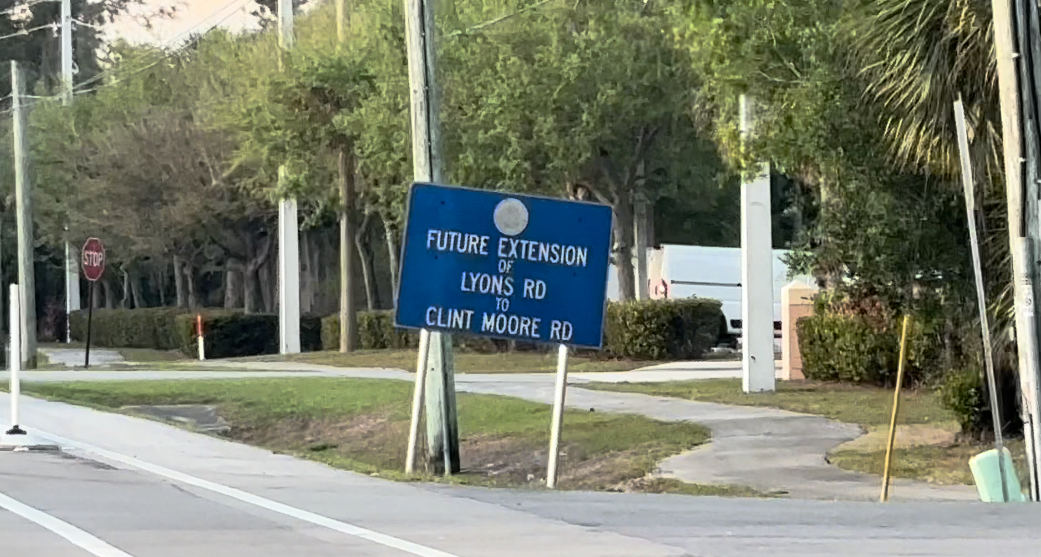 STOP
FUTURE EXTENSION
OF
LYONS RD
TO
CLINT MOORE RD